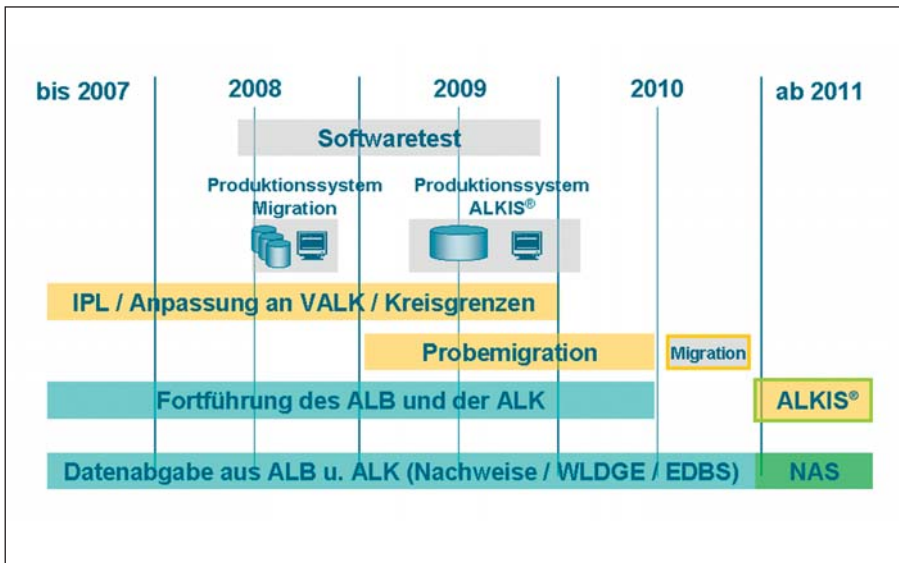 bis 2007 2008 2009 2010 ab 2011
Softwaretest
Produktionssystem
Migration
Produktionssystem
ALKIS®
IPL / Anpassung an VALK / Kreisgrenzen
Probemigration Migration
Fortführung des ALB und der ALK ALKIS®
Datenabgabe aus ALB u. ALK (Nachweise / WLDGE / EDBS) NAS